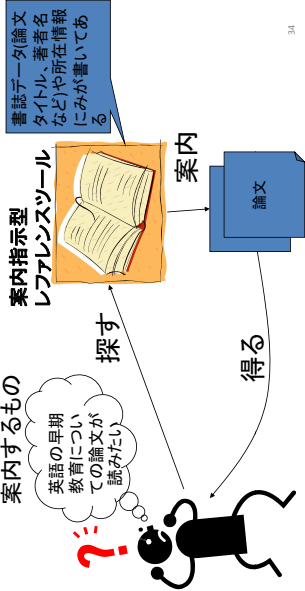 案内するもの
英語の早期
教育につい
ての論文が
読みたい
?
探す
案内指示型
レファレンスツール
書誌データ(論文
タイトル、著者名
など)や所在情報
にみが書いてあ
る
案内
論文
得る
34